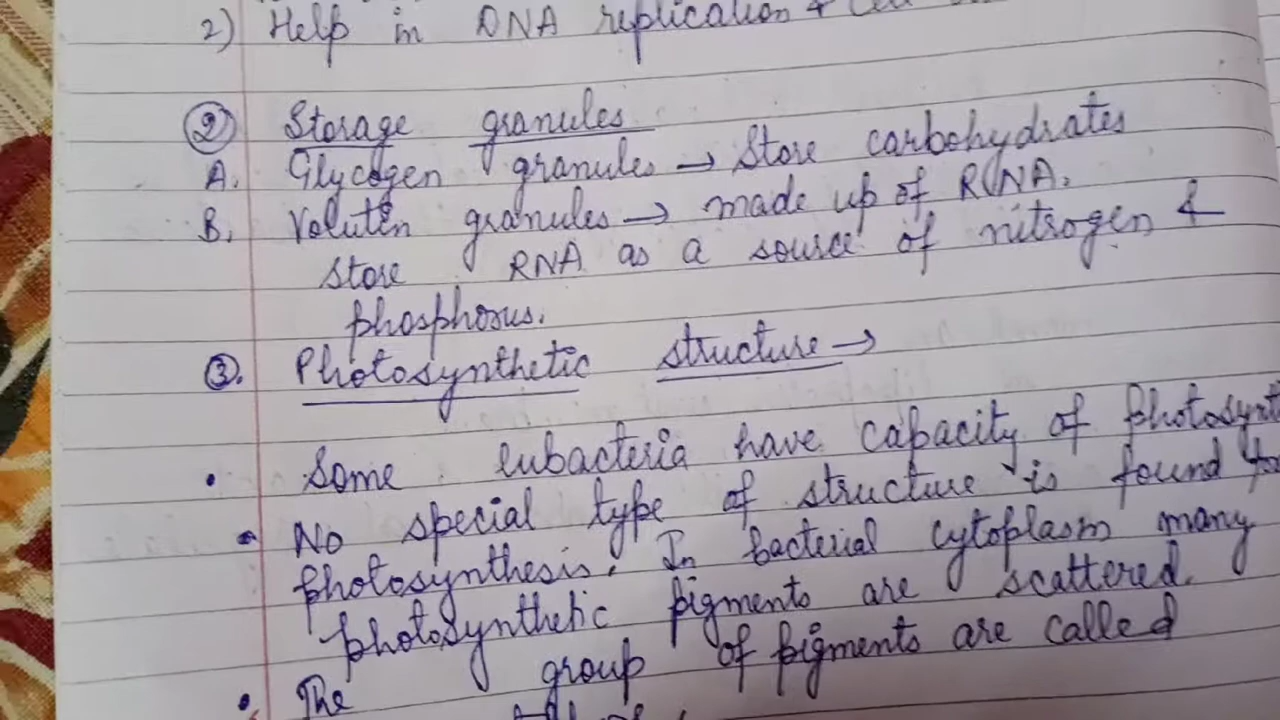 2) Help in DNA replication &
② Storage granules
A. Glycogen granules → Store carbohydrates
B. Volutin granules → made up of RNA.
store RNA as a source of nitrogen &
phosphorus.
③. Photosynthetic structure →
• Some eubacteria have capacity of photosynt
• No special type of structure is found for
photosynthesis. In bacterial cytoplasm many
photosynthetic pigments are scattered.
• The group of pigments are called